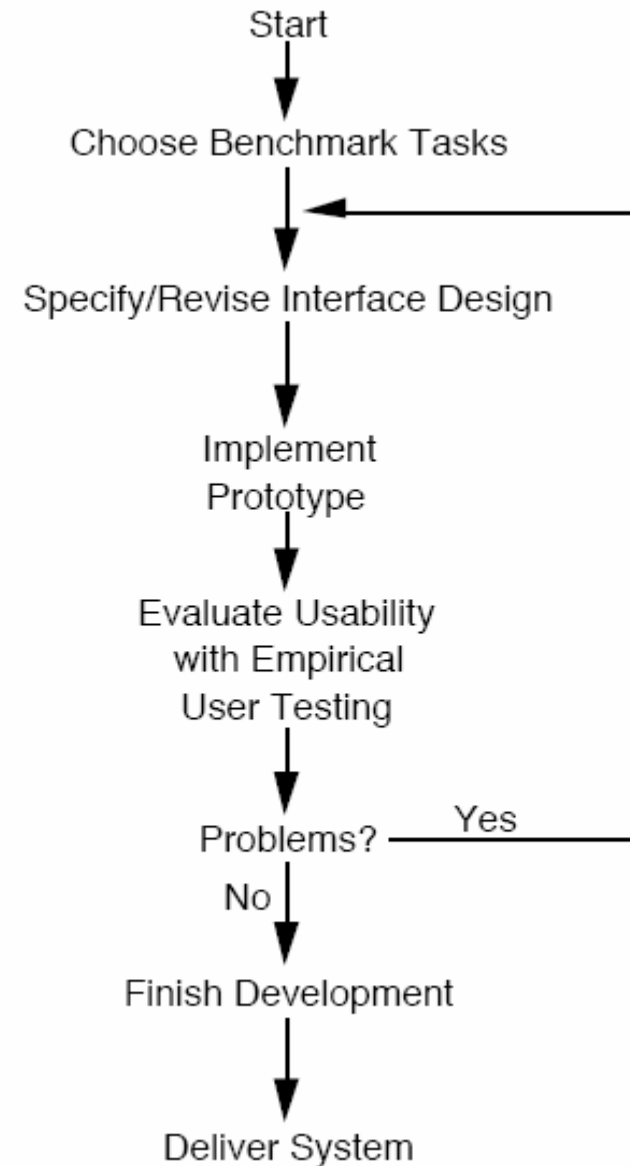 Start
Choose Benchmark Tasks
Specify/Revise Interface Design
Implement
Prototype
Evaluate Usability
with Empirical
User Testing
Problems?
Yes
No
Finish Development
Deliver System